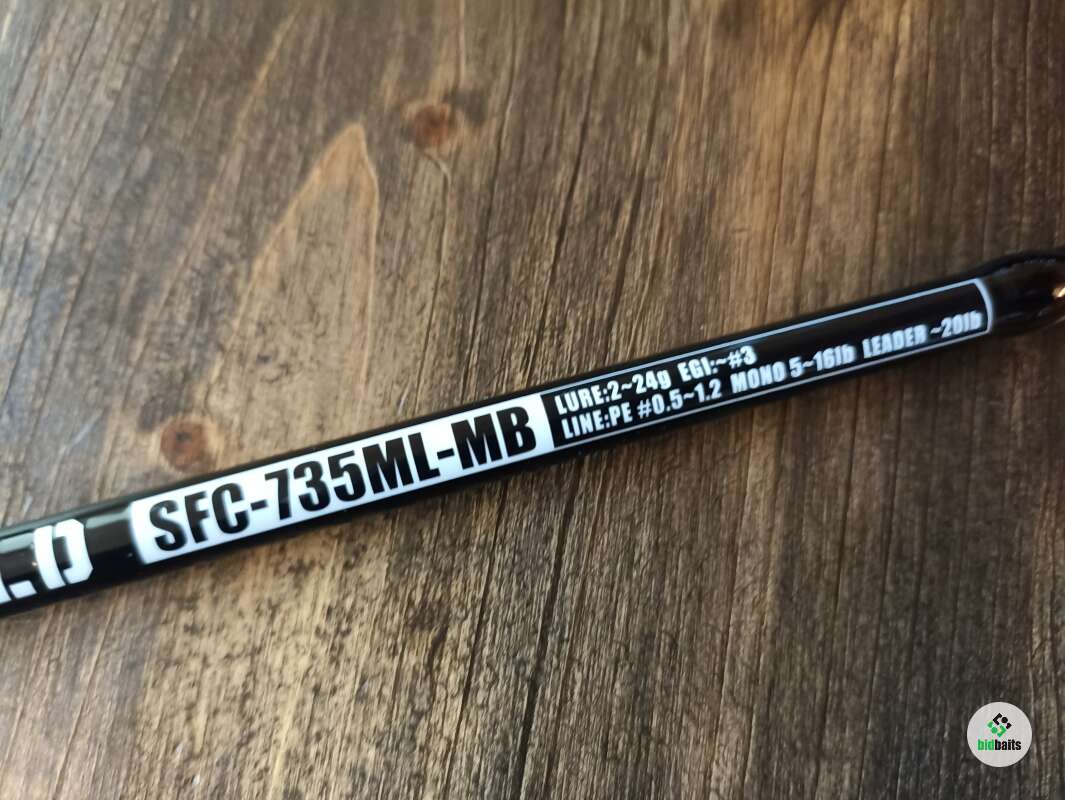 SFC-735ML-MB
LURE:2~24g EGI:~#3
LINE:PE #0.5~1.2 MONO 5~16lb LEADER ~20lb
bidbaits